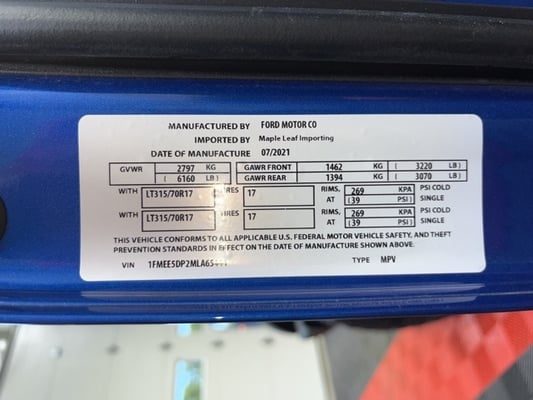 MANUFACTURED BY FORD MOTOR CO
IMPORTED BY Maple Leaf Importing
DATE OF MANUFACTURE 07/2021
GVWR 2797 KG GAWR FRONT 1462 KG ( 3220 LB)
( 6160 LB) GAWR REAR 1394 KG ( 3070 LB)
WITH LT315/70R17 IRES 17 RIMS, 269 KPA PSI COLD
AT (39 PSI) SINGLE
WITH LT315/70R17 IRES 17 RIMS, 269 KPA PSI COLD
AT (39 PSI) SINGLE
THIS VEHICLE CONFORMS TO ALL APPLICABLE U.S. FEDERAL MOTOR VEHICLE SAFETY, AND THEFT
PREVENTION STANDARDS IN EFFECT ON THE DATE OF MANUFACTURE SHOWN ABOVE.
VIN TYPE MPV